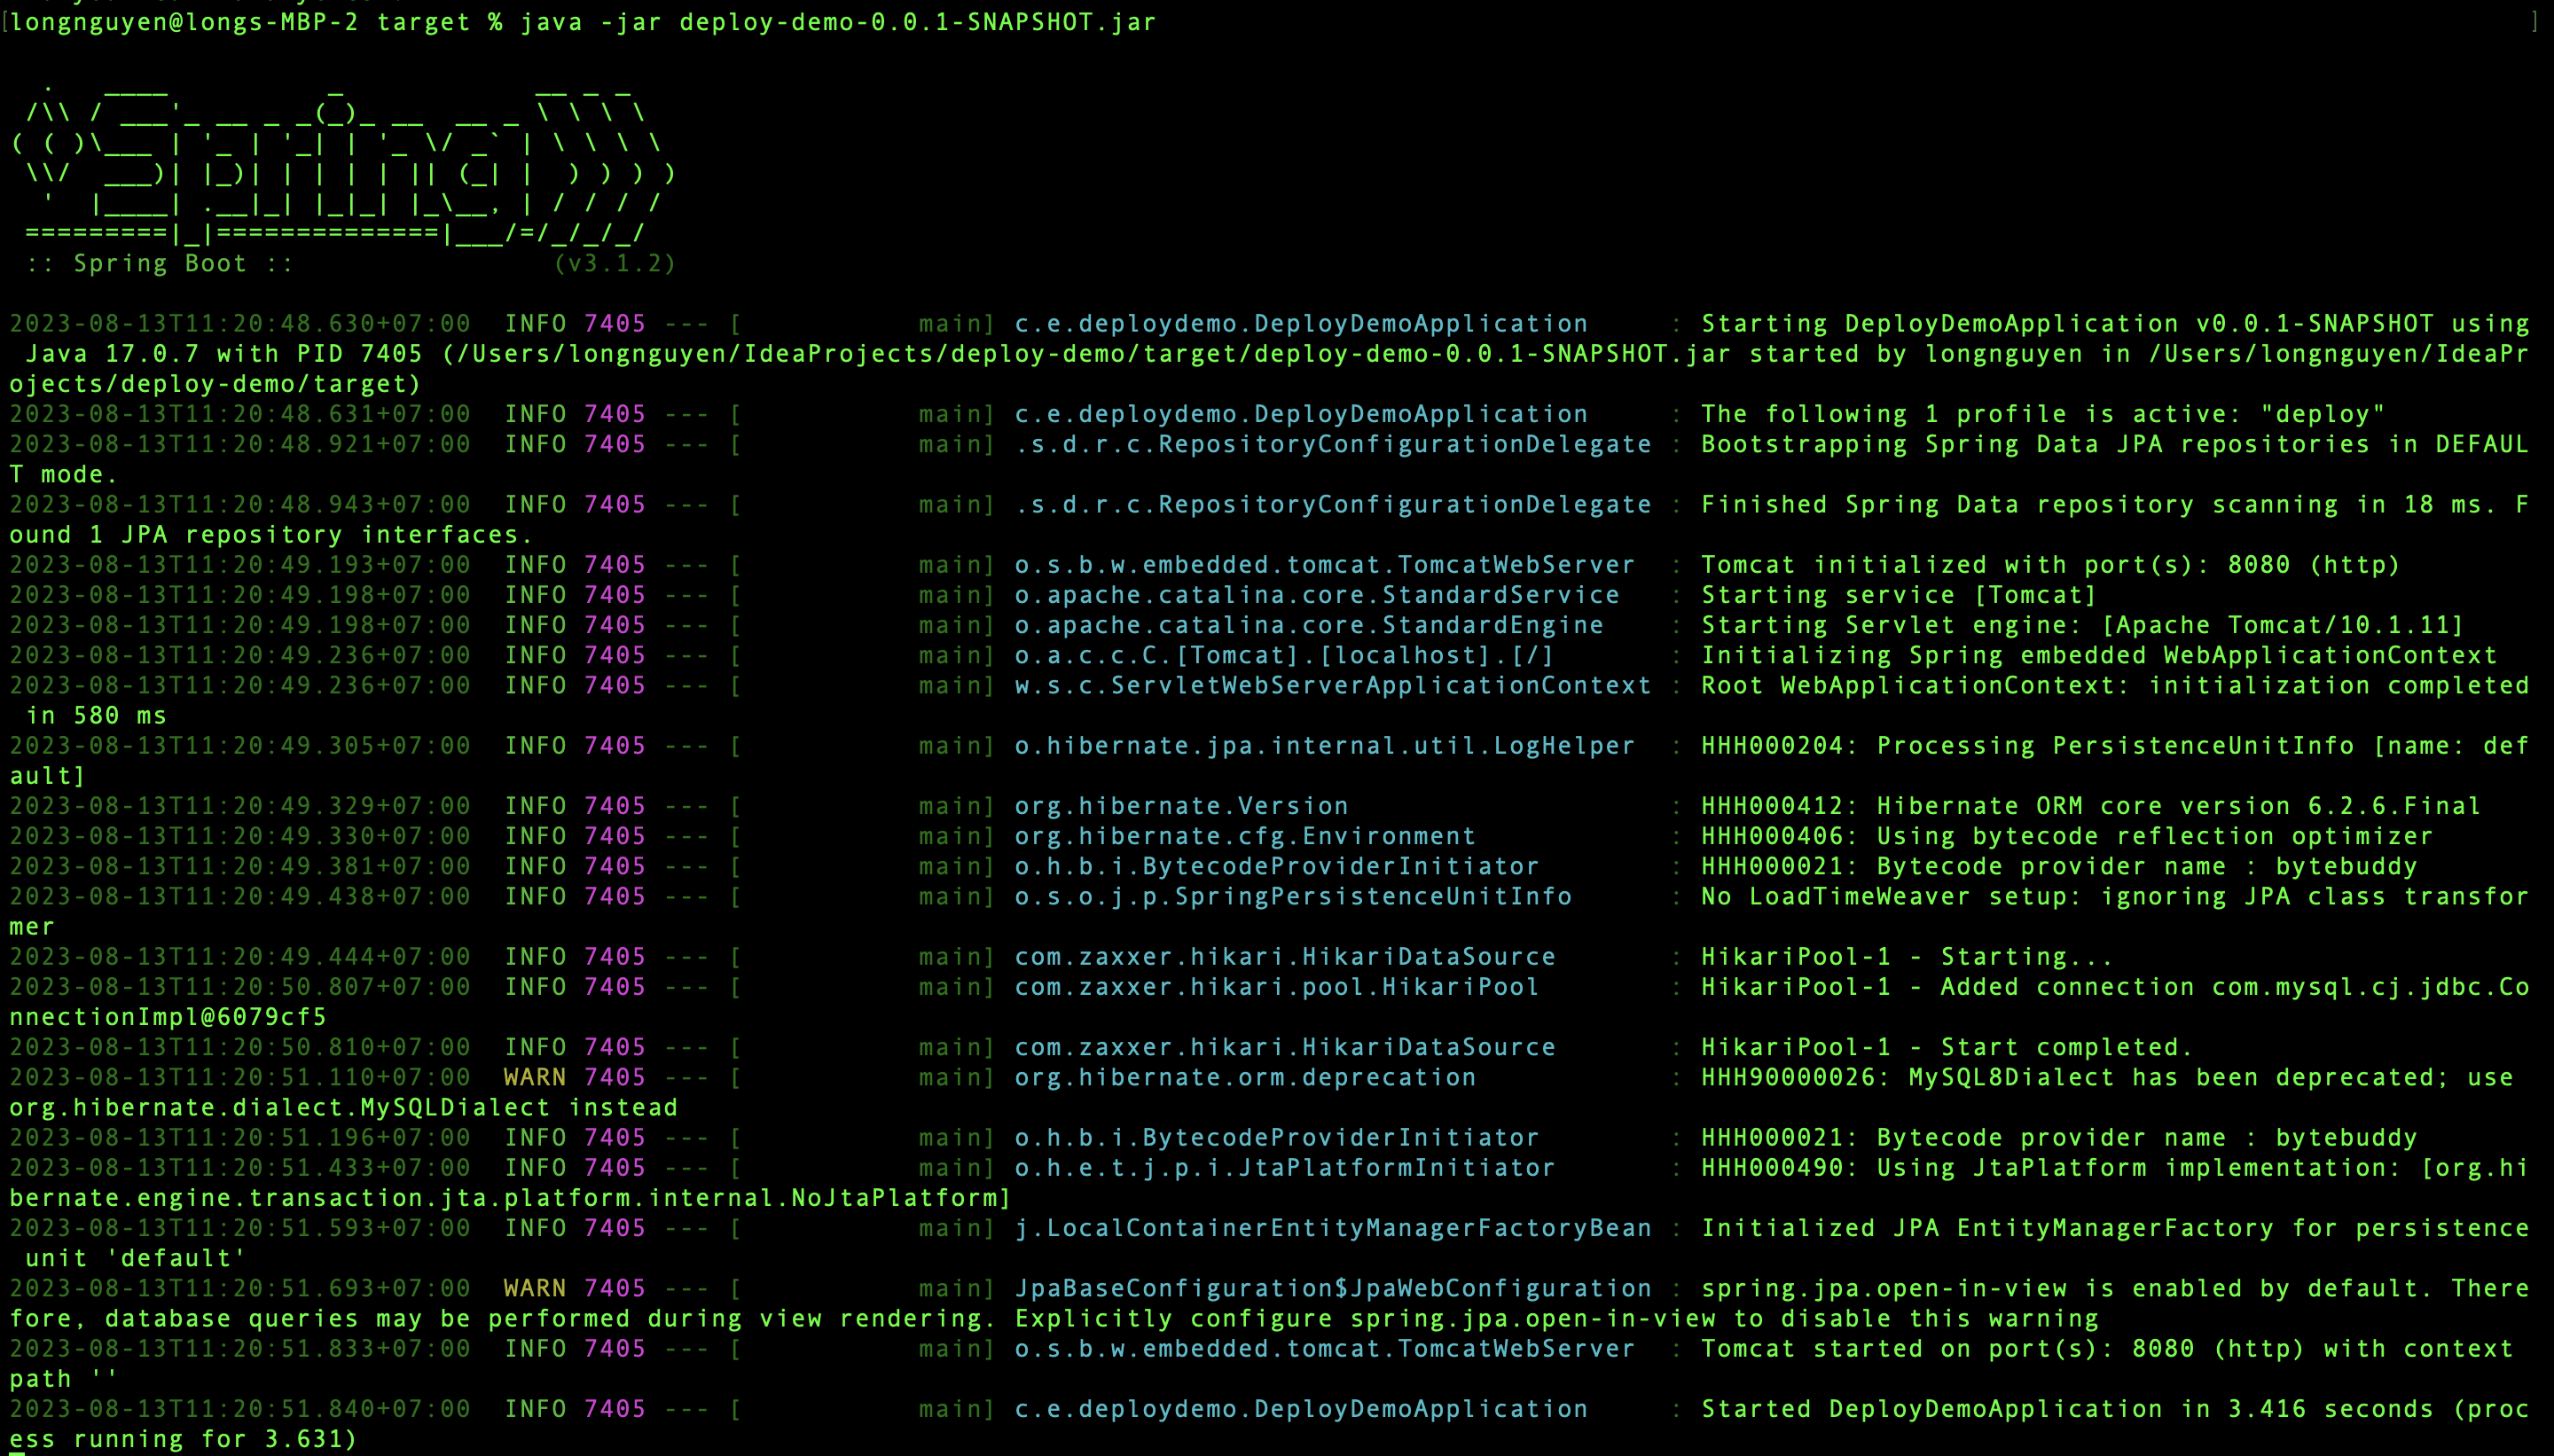 [longnguyen@longs-MBP-2 target % java -jar deploy-demo-0.0.1-SNAPSHOT.jar ]
  .   ____          _            __ _ _
 /\\ / ___'_ __ _ _(_)_ __  __ _ \ \ \ \
( ( )\___ | '_ | '_| | '_ \/ _` | \ \ \ \
 \\/  ___)| |_)| | | | | || (_| |  ) ) ) )
  '  |____| .__|_| |_|_| |_\__, | / / / /
 =========|_|==============|___/=/_/_/_/
 :: Spring Boot ::                (v3.1.2)
2023-08-13T11:20:48.630+07:00  INFO 7405 --- [           main] c.e.deploydemo.DeployDemoApplication     : Starting DeployDemoApplication v0.0.1-SNAPSHOT using
 Java 17.0.7 with PID 7405 (/Users/longnguyen/IdeaProjects/deploy-demo/target/deploy-demo-0.0.1-SNAPSHOT.jar started by longnguyen in /Users/longnguyen/IdeaPr
ojects/deploy-demo/target)
2023-08-13T11:20:48.631+07:00  INFO 7405 --- [           main] c.e.deploydemo.DeployDemoApplication     : The following 1 profile is active: "deploy"
2023-08-13T11:20:48.921+07:00  INFO 7405 --- [           main] .s.d.r.c.RepositoryConfigurationDelegate : Bootstrapping Spring Data JPA repositories in DEFAUL
T mode.
2023-08-13T11:20:48.943+07:00  INFO 7405 --- [           main] .s.d.r.c.RepositoryConfigurationDelegate : Finished Spring Data repository scanning in 18 ms. F
ound 1 JPA repository interfaces.
2023-08-13T11:20:49.193+07:00  INFO 7405 --- [           main] o.s.b.w.embedded.tomcat.TomcatWebServer  : Tomcat initialized with port(s): 8080 (http)
2023-08-13T11:20:49.198+07:00  INFO 7405 --- [           main] o.apache.catalina.core.StandardService   : Starting service [Tomcat]
2023-08-13T11:20:49.198+07:00  INFO 7405 --- [           main] o.apache.catalina.core.StandardEngine    : Starting Servlet engine: [Apache Tomcat/10.1.11]
2023-08-13T11:20:49.236+07:00  INFO 7405 --- [           main] o.a.c.c.C.[Tomcat].[localhost].[/]       : Initializing Spring embedded WebApplicationContext
2023-08-13T11:20:49.236+07:00  INFO 7405 --- [           main] w.s.c.ServletWebServerApplicationContext : Root WebApplicationContext: initialization completed
 in 580 ms
2023-08-13T11:20:49.305+07:00  INFO 7405 --- [           main] o.hibernate.jpa.internal.util.LogHelper  : HHH000204: Processing PersistenceUnitInfo [name: def
ault]
2023-08-13T11:20:49.329+07:00  INFO 7405 --- [           main] org.hibernate.Version                    : HHH000412: Hibernate ORM core version 6.2.6.Final
2023-08-13T11:20:49.330+07:00  INFO 7405 --- [           main] org.hibernate.cfg.Environment            : HHH000406: Using bytecode reflection optimizer
2023-08-13T11:20:49.381+07:00  INFO 7405 --- [           main] o.h.b.i.BytecodeProviderInitiator        : HHH000021: Bytecode provider name : bytebuddy
2023-08-13T11:20:49.438+07:00  INFO 7405 --- [           main] o.s.o.j.p.SpringPersistenceUnitInfo      : No LoadTimeWeaver setup: ignoring JPA class transfor
mer
2023-08-13T11:20:49.444+07:00  INFO 7405 --- [           main] com.zaxxer.hikari.HikariDataSource       : HikariPool-1 - Starting...
2023-08-13T11:20:50.807+07:00  INFO 7405 --- [           main] com.zaxxer.hikari.pool.HikariPool        : HikariPool-1 - Added connection com.mysql.cj.jdbc.Co
nnectionImpl@6079cf5
2023-08-13T11:20:50.810+07:00  INFO 7405 --- [           main] com.zaxxer.hikari.HikariDataSource       : HikariPool-1 - Start completed.
2023-08-13T11:20:51.110+07:00  WARN 7405 --- [           main] org.hibernate.orm.deprecation            : HHH90000026: MySQL8Dialect has been deprecated; use
org.hibernate.dialect.MySQLDialect instead
2023-08-13T11:20:51.196+07:00  INFO 7405 --- [           main] o.h.b.i.BytecodeProviderInitiator        : HHH000021: Bytecode provider name : bytebuddy
2023-08-13T11:20:51.433+07:00  INFO 7405 --- [           main] o.h.e.t.j.p.i.JtaPlatformInitiator       : HHH000490: Using JtaPlatform implementation: [org.hi
bernate.engine.transaction.jta.platform.internal.NoJtaPlatform]
2023-08-13T11:20:51.593+07:00  INFO 7405 --- [           main] j.LocalContainerEntityManagerFactoryBean : Initialized JPA EntityManagerFactory for persistence
 unit 'default'
2023-08-13T11:20:51.693+07:00  WARN 7405 --- [           main] JpaBaseConfiguration$JpaWebConfiguration : spring.jpa.open-in-view is enabled by default. There
fore, database queries may be performed during view rendering. Explicitly configure spring.jpa.open-in-view to disable this warning
2023-08-13T11:20:51.833+07:00  INFO 7405 --- [           main] o.s.b.w.embedded.tomcat.TomcatWebServer  : Tomcat started on port(s): 8080 (http) with context
path ''
2023-08-13T11:20:51.840+07:00  INFO 7405 --- [           main] c.e.deploydemo.DeployDemoApplication     : Started DeployDemoApplication in 3.416 seconds (proc
ess running for 3.631)